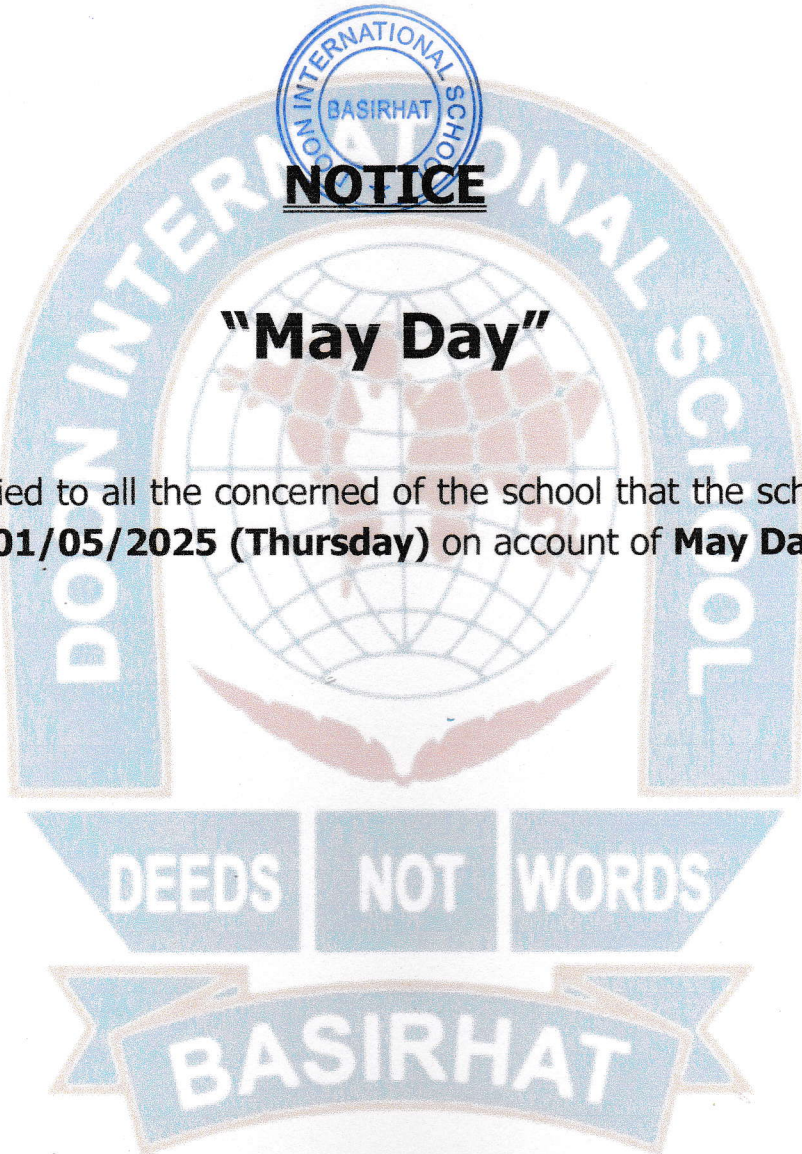 DOON INTERNATIONAL SCHOOL
BASIRHAT
NOTICE
DOON INTERNATIONAL SCHOOL
"May Day"
ied to all the concerned of the school that the sch
01/05/2025 (Thursday) on account of May Da
DEEDS NOT WORDS
BASIRHAT